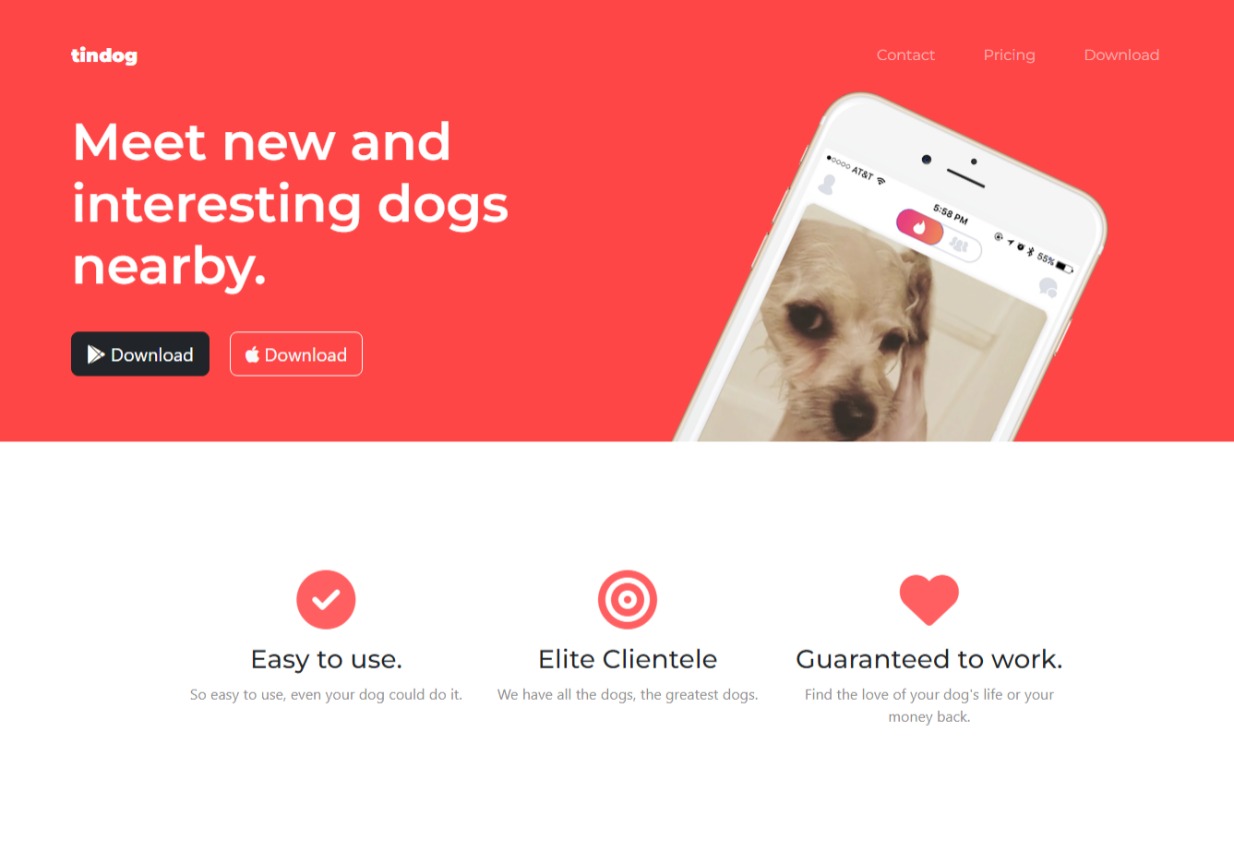 tindog
Contact
Pricing
Download
Meet new and
interesting dogs
nearby.
Download
Download
AT&T
5:58 PM
55%
Easy to use.
So easy to use, even your dog could do it.
Elite Clientele
We have all the dogs, the greatest dogs.
Guaranteed to work.
Find the love of your dog's life or your
money back.